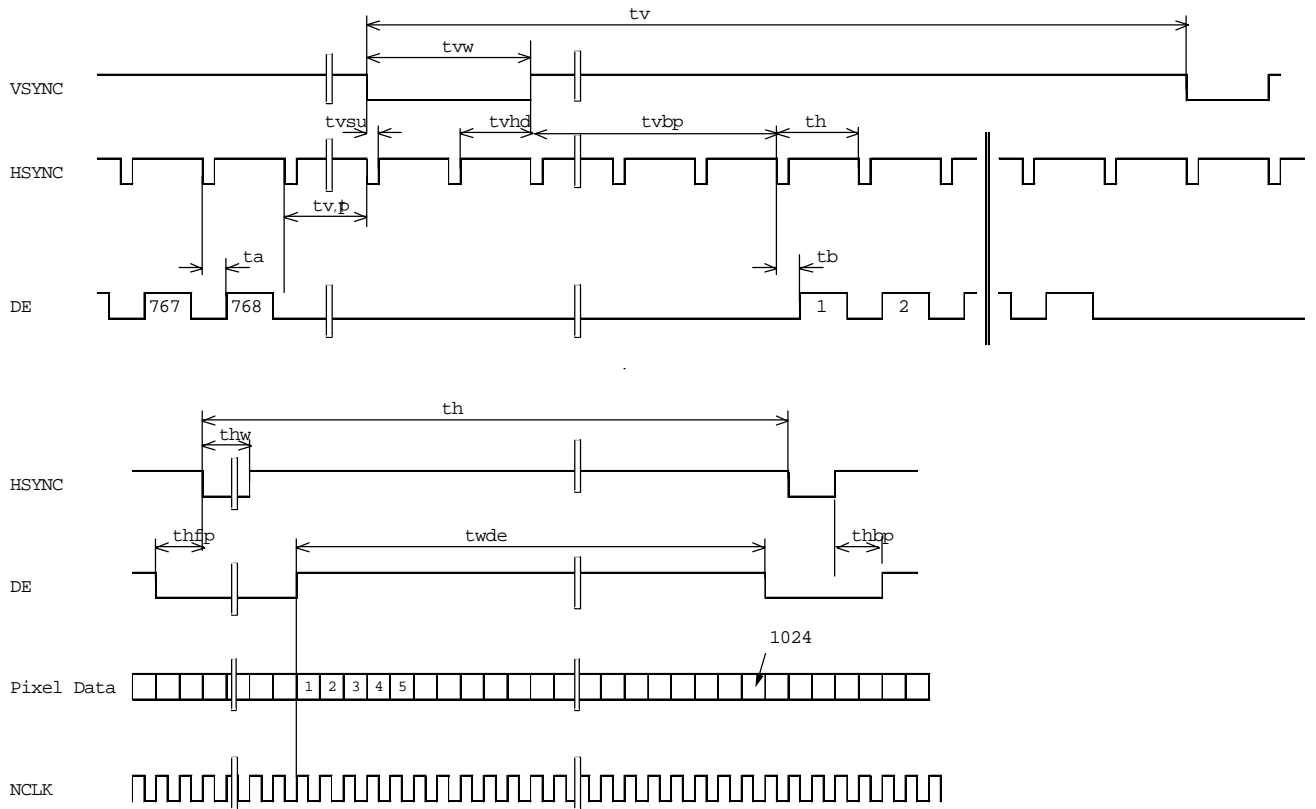 tv
tvw
VSYNC
tvsu
tvhd
tvbp
th
HSYNC
ta
tb
DE
767
768
1
2
th
thw
HSYNC
thfp
twde
thbp
DE
1024
Pixel Data
1 2 3 4 5
NCLK